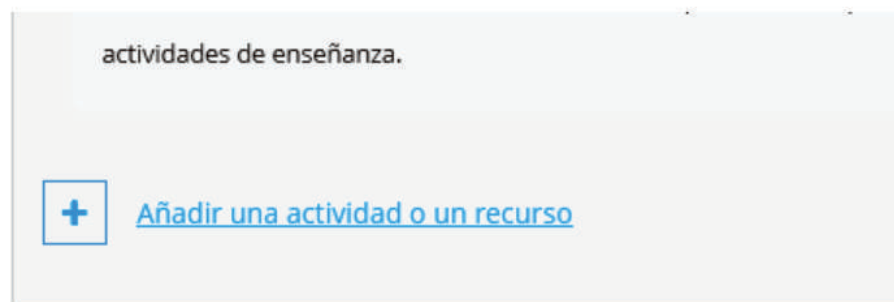 actividades de enseñanza.
Añadir una actividad o un recurso